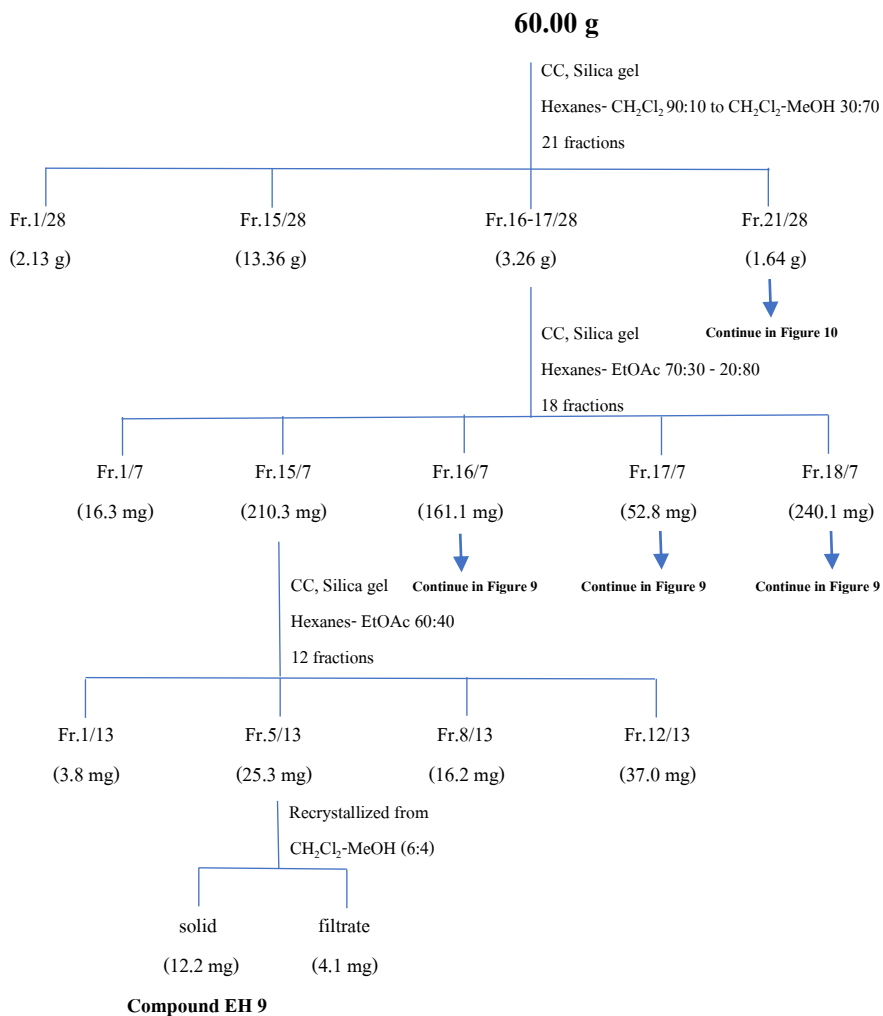 60.00 g
CC, Silica gel
Hexanes- CH₂Cl₂ 90:10 to CH₂Cl₂-MeOH 30:70
21 fractions
Fr.1/28 Fr.15/28 Fr.16-17/28 Fr.21/28
(2.13 g) (13.36 g) (3.26 g) (1.64 g)
CC, Silica gel Continue in Figure 10
Hexanes- EtOAc 70:30 - 20:80
18 fractions
Fr.1/7 Fr.15/7 Fr.16/7 Fr.17/7 Fr.18/7
(16.3 mg) (210.3 mg) (161.1 mg) (52.8 mg) (240.1 mg)
CC, Silica gel Continue in Figure 9 Continue in Figure 9 Continue in Figure 9
Hexanes- EtOAc 60:40
12 fractions
Fr.1/13 Fr.5/13 Fr.8/13 Fr.12/13
(3.8 mg) (25.3 mg) (16.2 mg) (37.0 mg)
Recrystallized from
CH₂Cl₂-MeOH (6:4)
solid filtrate
(12.2 mg) (4.1 mg)
Compound EH 9